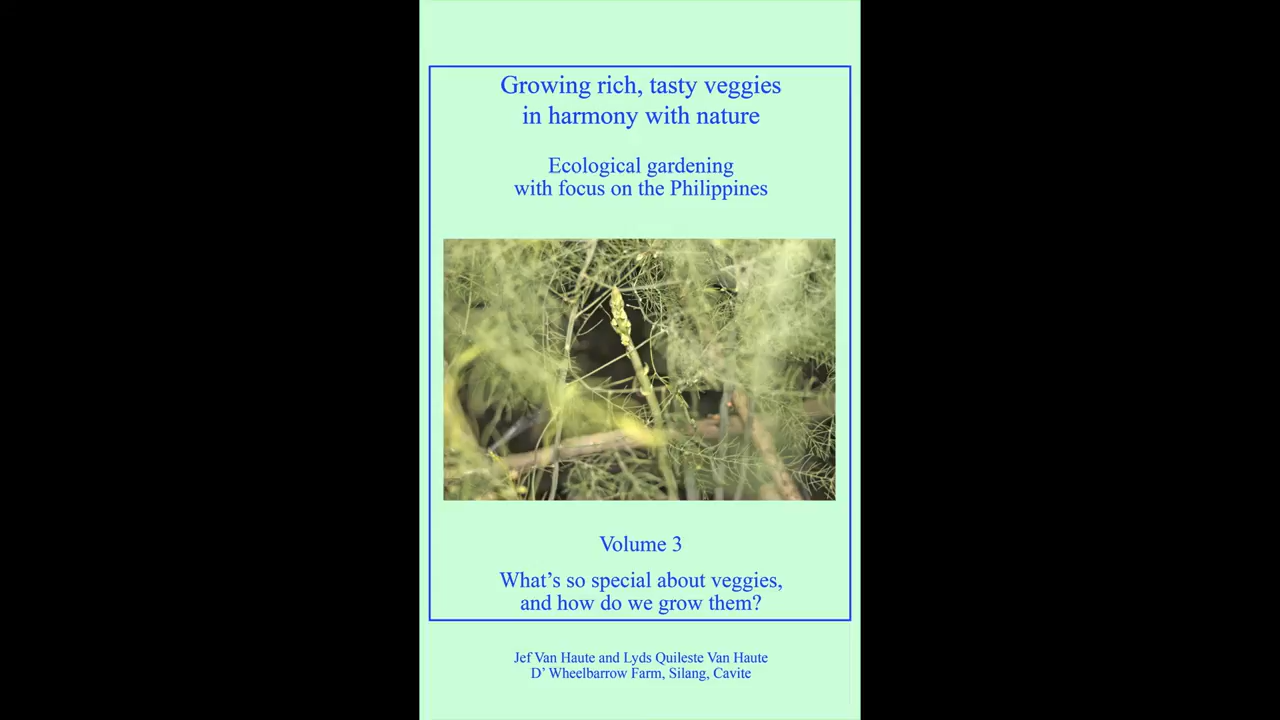 Growing rich, tasty veggies
in harmony with nature
Ecological gardening
with focus on the Philippines
Volume 3
What’s so special about veggies,
and how do we grow them?
Jef Van Haute and Lyds Quileste Van Haute
D’ Wheelbarrow Farm, Silang, Cavite